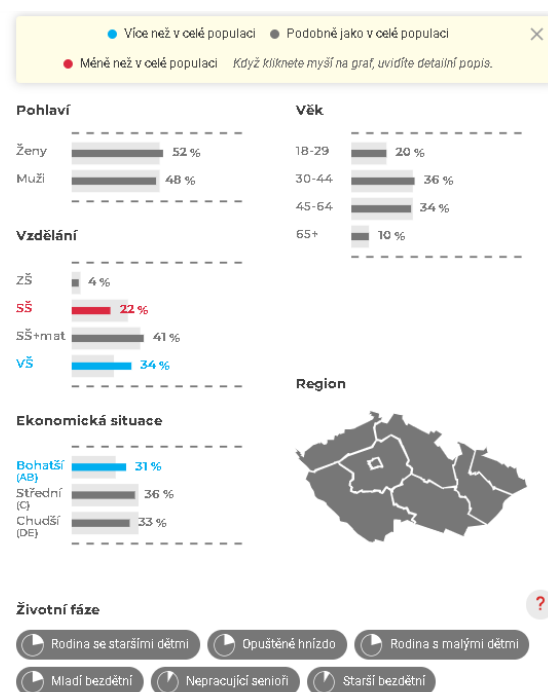 Více než v celé populaci Podobně jako v celé populaci
Méně než v celé populaci Když kliknete myší na graf, uvidíte detailní popis.
Pohlaví
Ženy 52 %
Muži 48 %
Věk
18-29 20 %
30-44 36 %
45-64 34 %
65+ 10 %
Vzdělání
ZŠ 4 %
SŠ 22 %
SŠ+mat 41 %
VŠ 34 %
Region
Ekonomická situace
Bohatší 31 %
(AB)
Střední 36 %
(C)
Chudší 33 %
(DE)
Životní fáze
?
Rodina se staršími dětmi Opuštěné hnízdo Rodina s malými dětmi
Mladí bezdětní Nepracující senioři Starší bezdětní